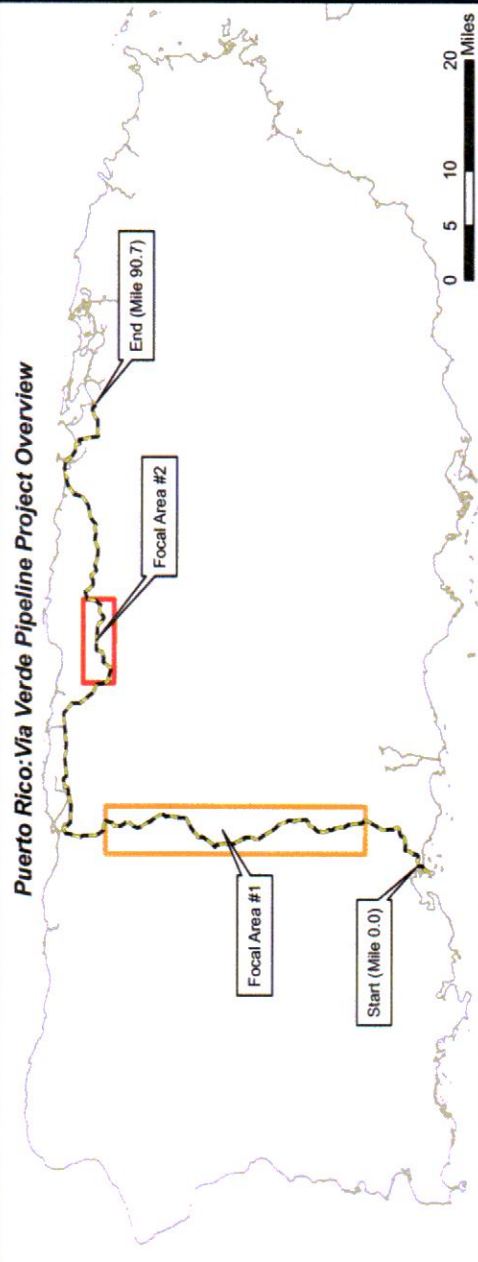 Puerto Rico:Via Verde Pipeline Project Overview
End (Mile 90.7)
Focal Area #2
Focal Area #1
Start (Mile 0.0)
0 5 10 20
Miles